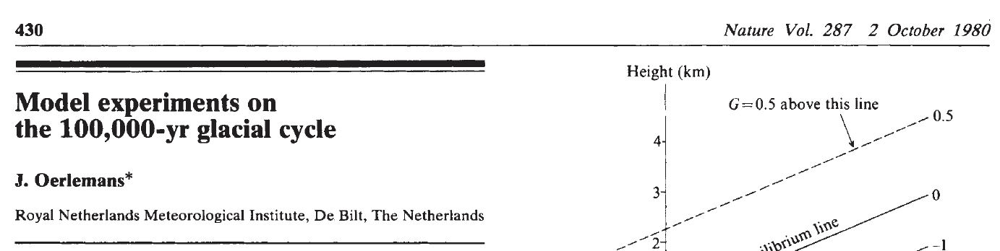 430
Nature Vol. 287 2 October 1980
Model experiments on
the 100,000-yr glacial cycle
J. Oerlemans*
Royal Netherlands Meteorological Institute, De Bilt, The Netherlands
Height (km)
G=0.5 above this line
0.5
4
3
0
line
2
-1